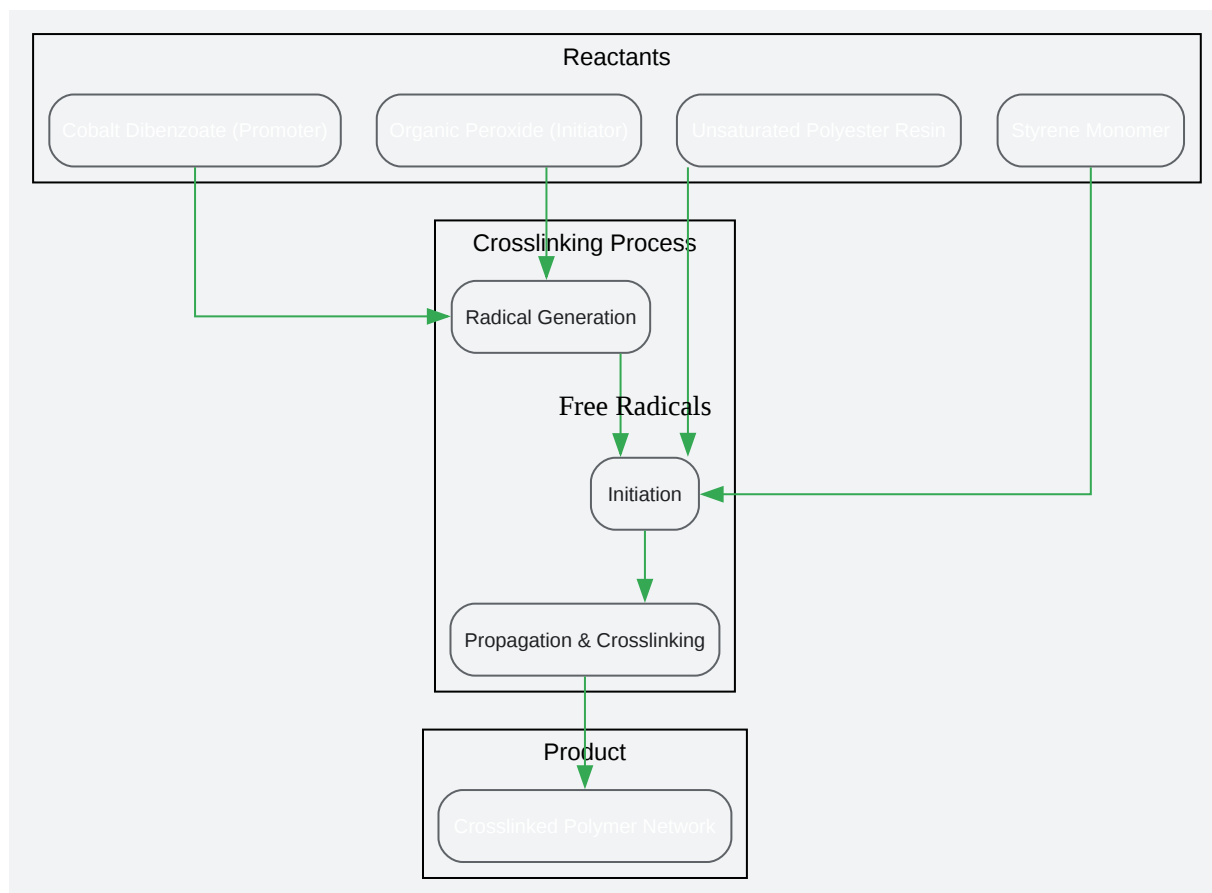 Reactants
Cobalt Dibenzoate (Promoter)
Organic Peroxide (Initiator)
Unsaturated Polyester Resin
Styrene Monomer
Crosslinking Process
Radical Generation
Free Radicals
Initiation
Propagation & Crosslinking
Product
Crosslinked Polymer Network